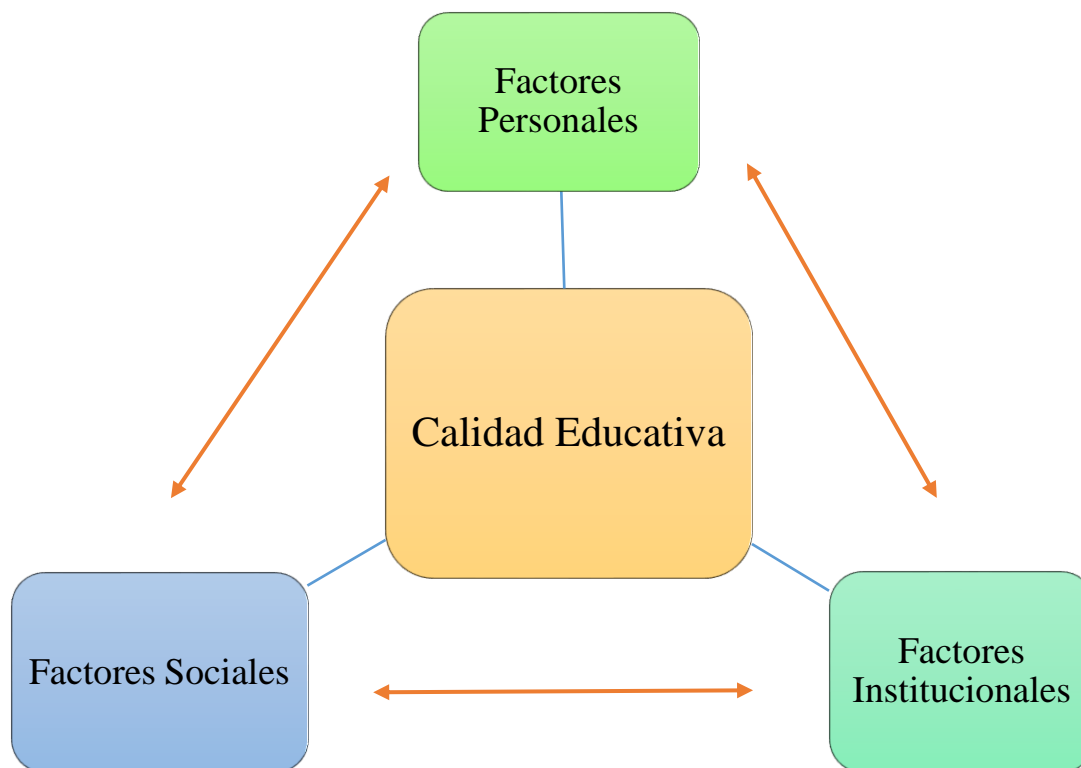 Factores
Personales
Calidad Educativa
Factores Sociales
Factores
Institucionales